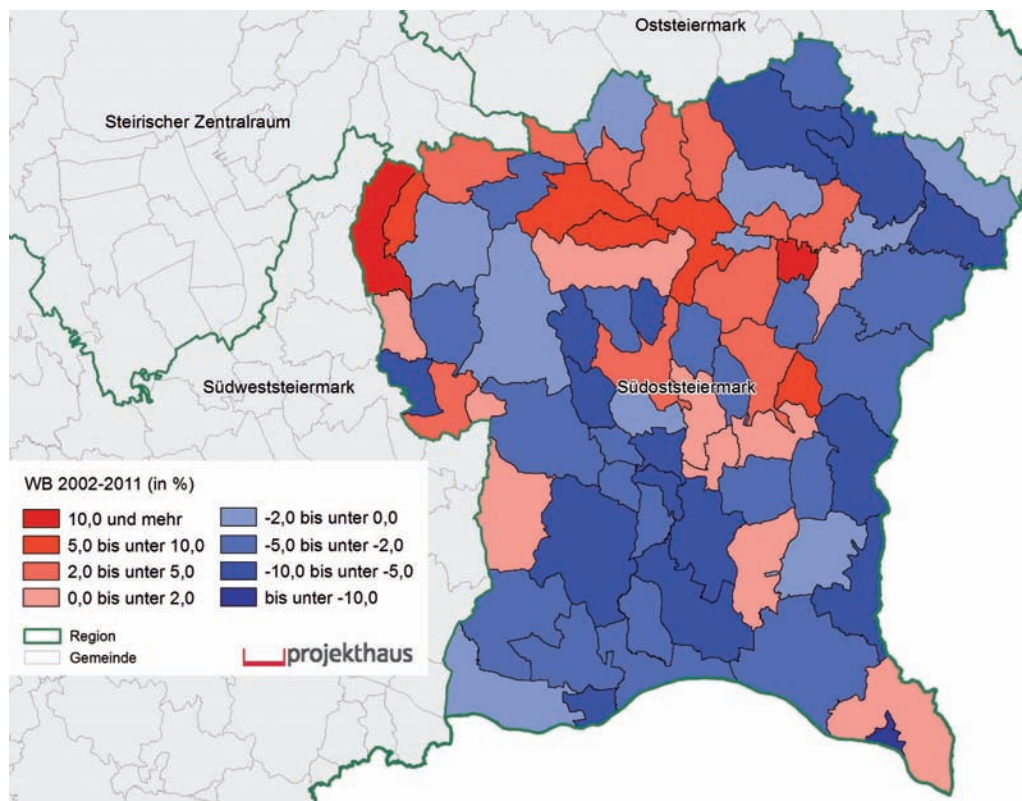 Oststeiermark
Steirischer Zentralraum
Südweststeiermark
Südoststeiermark
WB 2002-2011 (in %)
10,0 und mehr
5,0 bis unter 10,0
2,0 bis unter 5,0
0,0 bis unter 2,0
-2,0 bis unter 0,0
-5,0 bis unter -2,0
-10,0 bis unter -5,0
bis unter -10,0
Region
Gemeinde
projekthaus